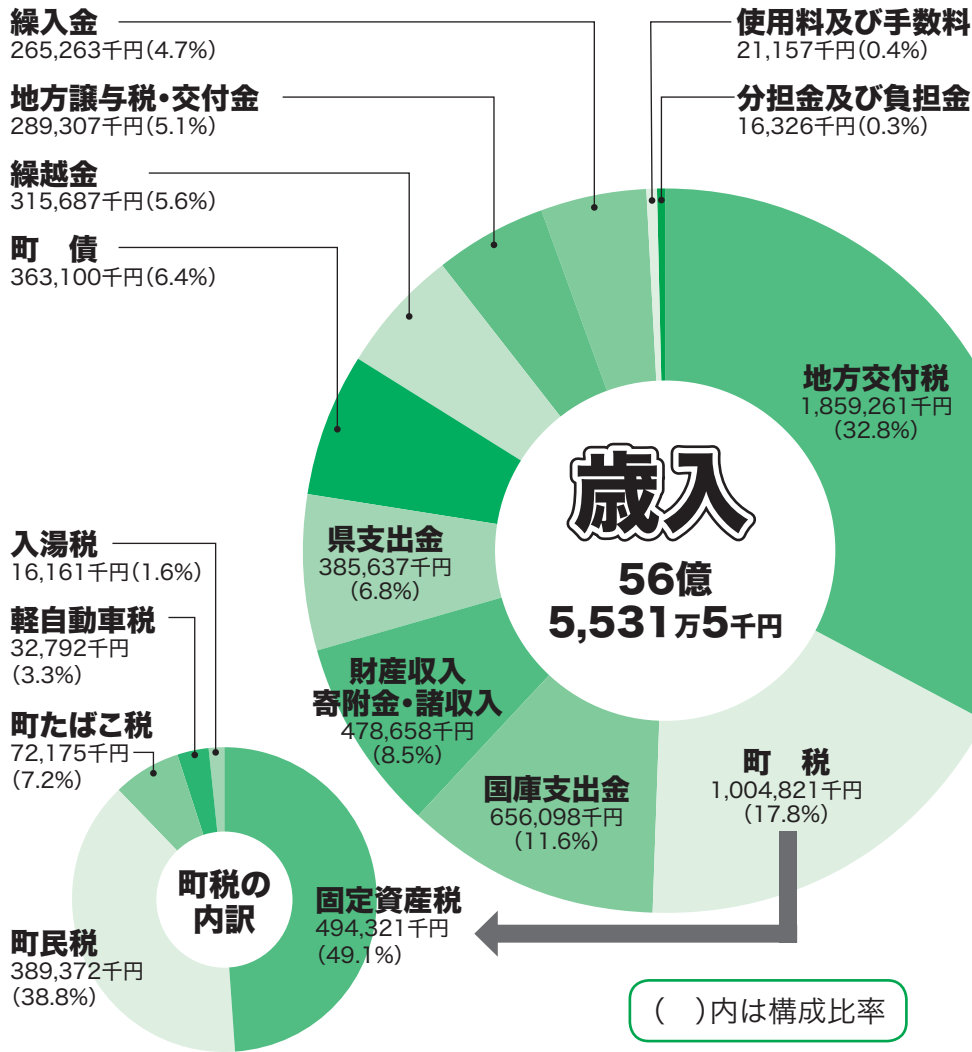 繰入金
265,263千円(4.7%)
地方譲与税・交付金
289,307千円(5.1%)
繰越金
315,687千円(5.6%)
町　債
363,100千円(6.4%)
使用料及び手数料
21,157千円(0.4%)
分担金及び負担金
16,326千円(0.3%)
地方交付税
1,859,261千円
(32.8%)
歳入
56億
5,531万5千円
県支出金
385,637千円
(6.8%)
財産収入
寄附金・諸収入
478,658千円
(8.5%)
国庫支出金
656,098千円
(11.6%)
町　税
1,004,821千円
(17.8%)
入湯税
16,161千円(1.6%)
軽自動車税
32,792千円
(3.3%)
町たばこ税
72,175千円
(7.2%)
町民税
389,372千円
(38.8%)
町税の
内訳
固定資産税
494,321千円
(49.1%)
(　)内は構成比率